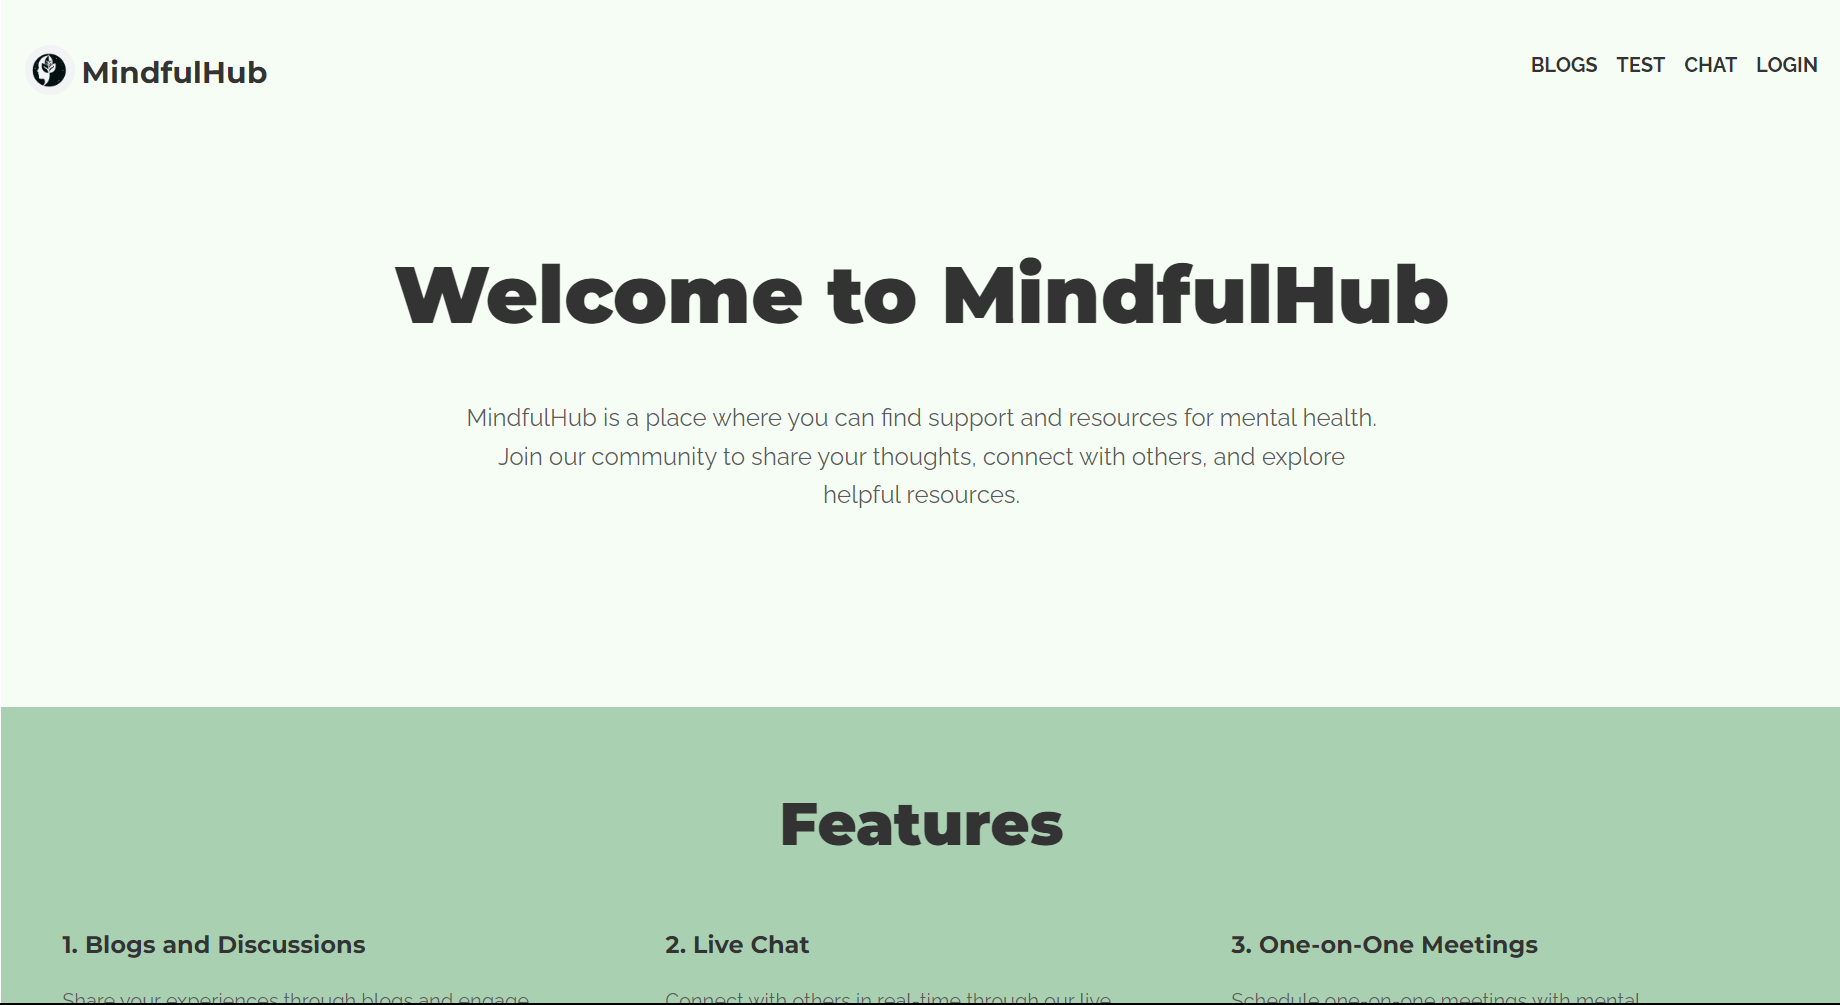 MindfulHub
BLOGS TEST CHAT LOGIN
Welcome to MindfulHub
MindfulHub is a place where you can find support and resources for mental health.
Join our community to share your thoughts, connect with others, and explore
helpful resources.
Features
1. Blogs and Discussions
2. Live Chat
3. One-on-One Meetings
Share your experiences through blogs and engage
Connect with others in real-time through our live
Schedule one-on-one meetings with mental